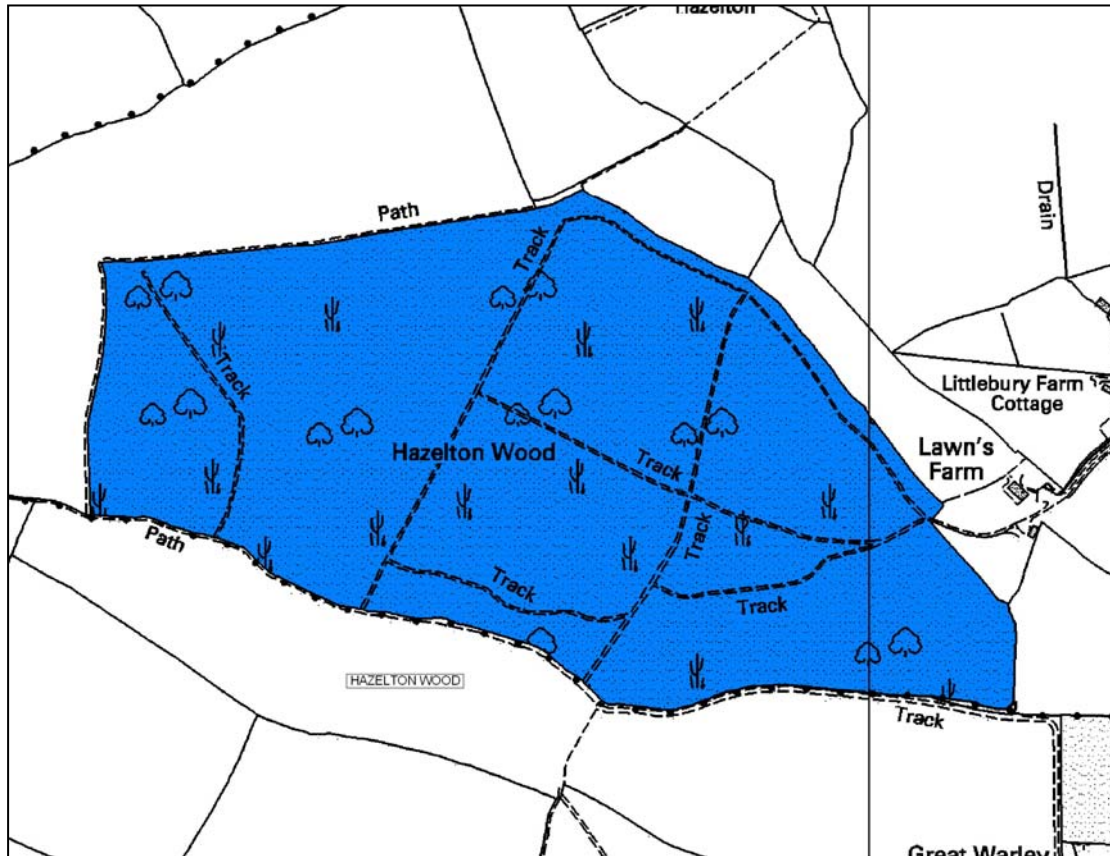 Hazelton
Path
Track
Drain
Track
Littlebury Farm
Cottage
Hazelton Wood
Track
Lawn's
Farm
Track
Path
Track
Track
HAZELTON WOOD
Track
Great Warley